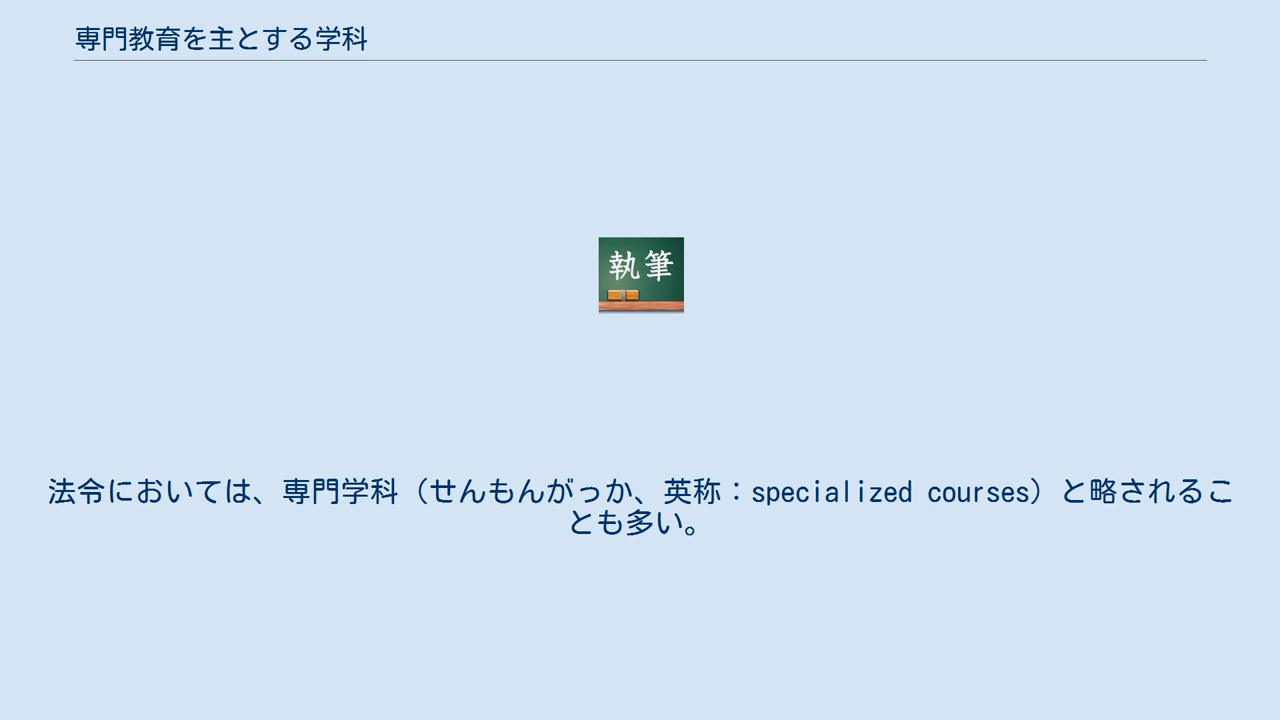 専門教育を主とする学科
執筆
法令においては、専門学科（せんもんがっか、英称：specialized courses）と略されるこ
とも多い。